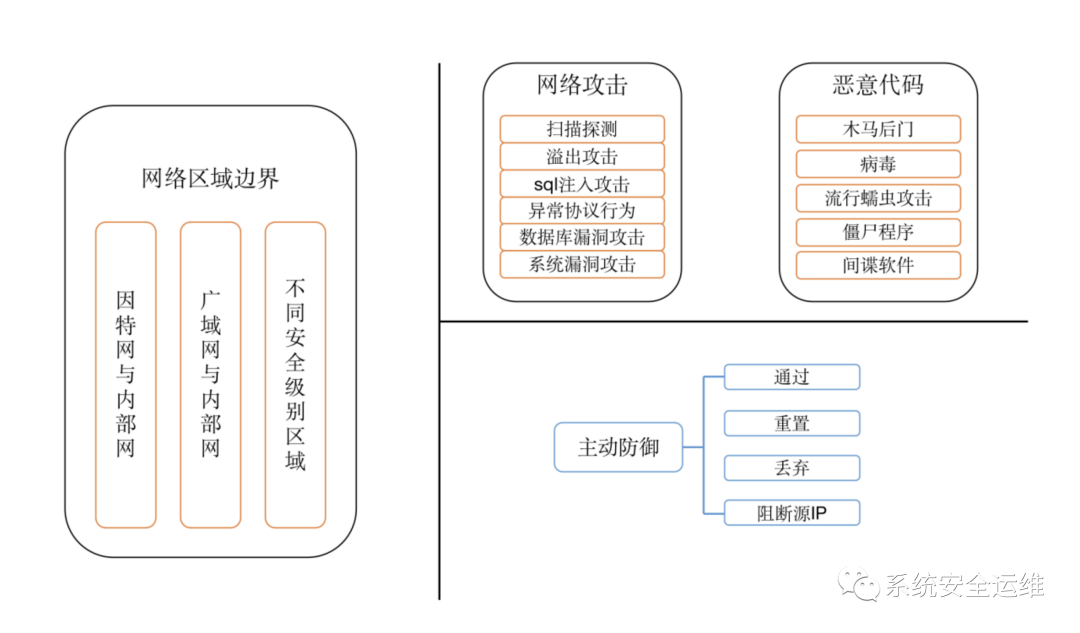 网络区域边界
因特网与内部网
广域网与内部网
不同安全级别区域
网络攻击
扫描探测
溢出攻击
sql注入攻击
异常协议行为
数据库漏洞攻击
系统漏洞攻击
恶意代码
木马后门
病毒
流行蠕虫攻击
僵尸程序
间谍软件
主动防御
通过
重置
丢弃
阻断源IP
系统安全运维